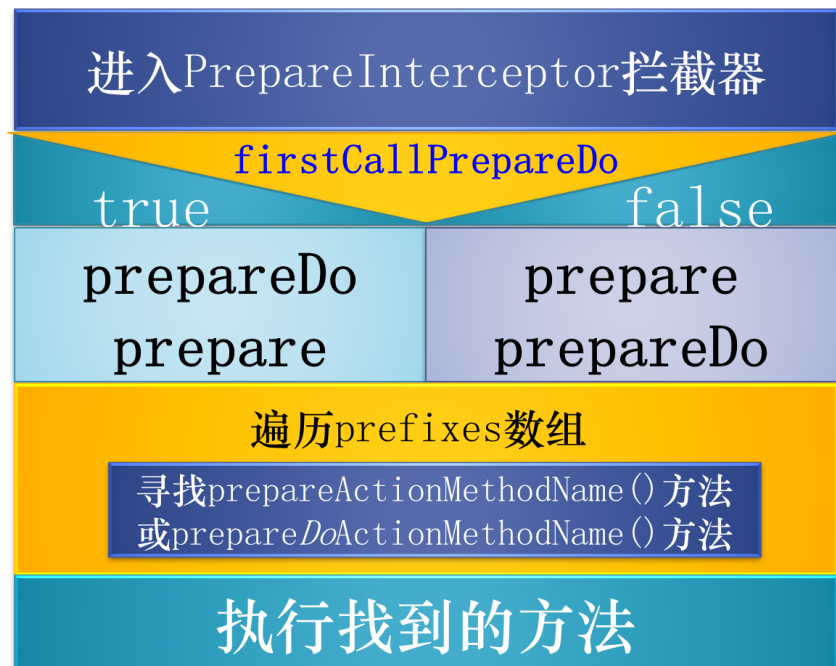 进入PrepareInterceptor拦截器
firstCallPrepareDo
true
false
prepareDo
prepare
prepare
prepareDo
遍历prefixes数组
寻找prepareActionMethodName()方法
或prepareDoActionMethodName()方法
执行找到的方法